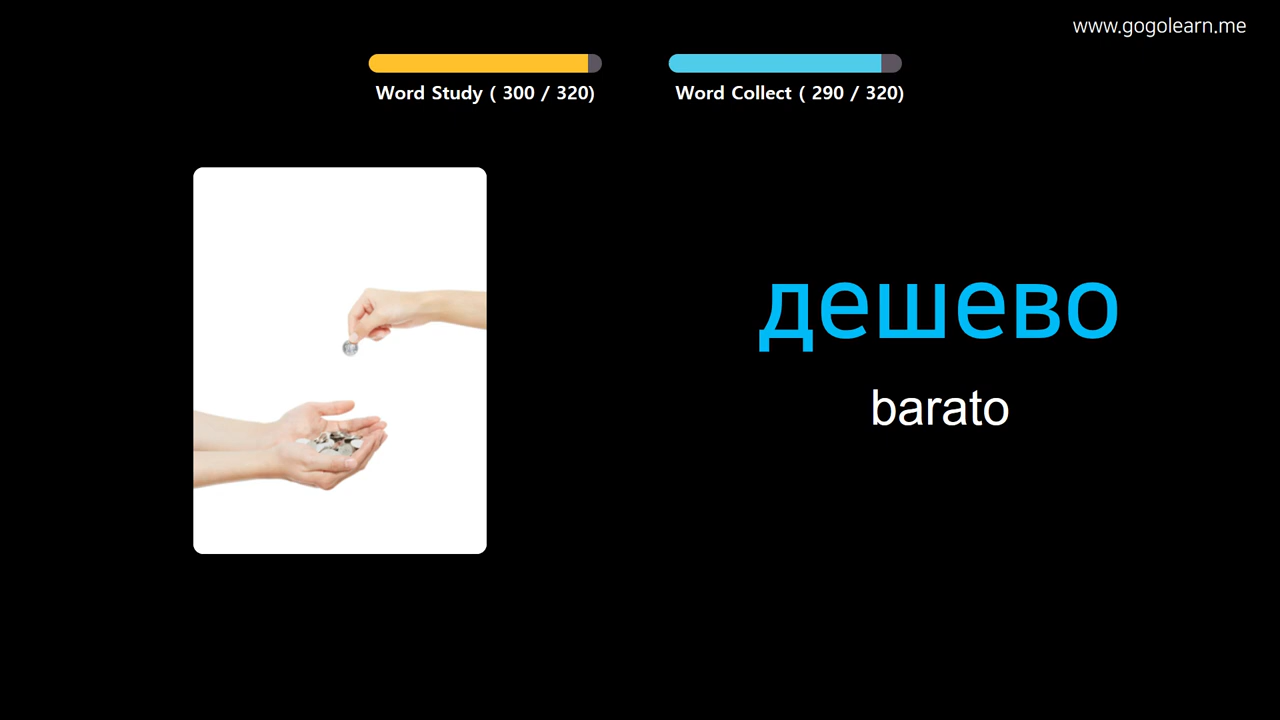 www.gogolearn.me
Word Study ( 300 / 320)
Word Collect ( 290 / 320)
дешево
barato